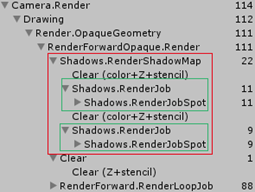 Camera.Render 114
Drawing 112
Render.OpaqueGeometry 111
RenderForwardOpaque.Render 111
Shadows.RenderShadowMap 22
Clear (color+Z+stencil)
Shadows.RenderJob 11
Shadows.RenderJobSpot 11
Clear (color+Z+stencil)
Shadows.RenderJob 9
Shadows.RenderJobSpot 9
Clear 1
Clear (Z+stencil)
RenderForward.RenderLoopJob 88